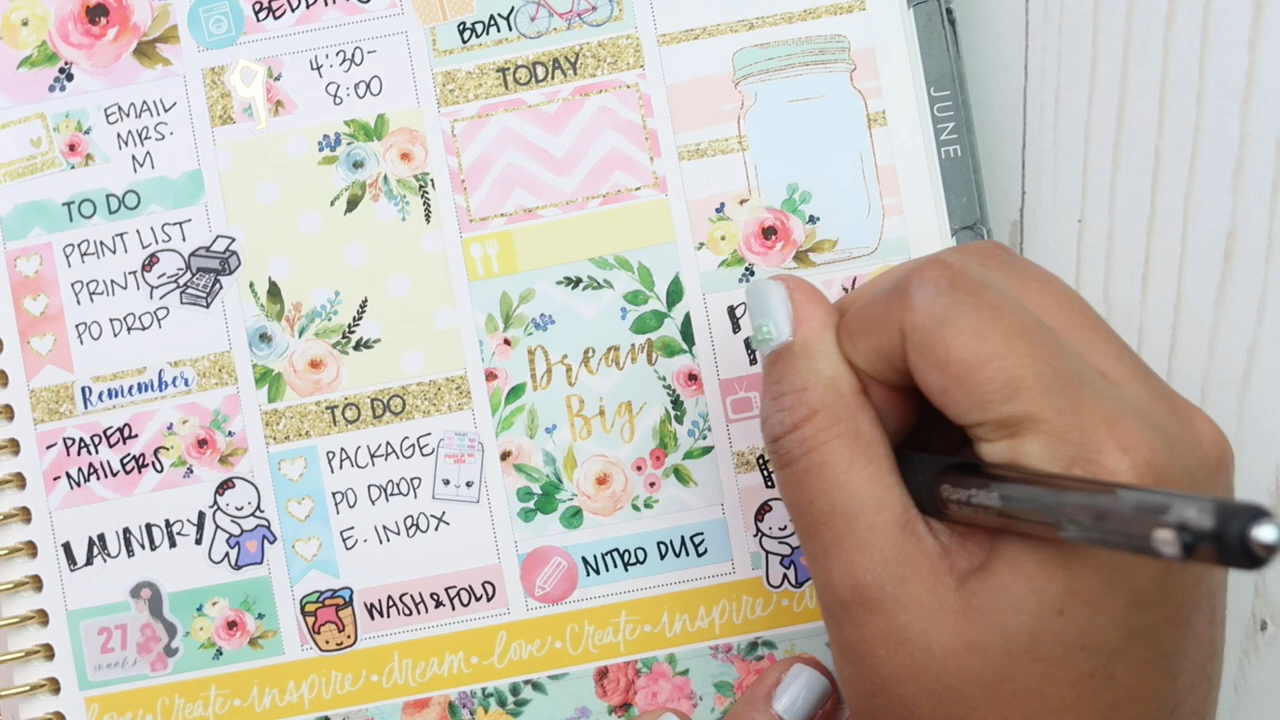 BEDDING
BDAY
9
4:30-
8:00
TODAY
JUNE
EMAIL
MRS.
M
TO DO
PRINT LIST
PRINT
PO DROP
Remember
- PAPER
- MAILERS
LAUNDRY
27
weeks
TO DO
PACKAGE
PO DROP
E. INBOX
WASH & FOLD
Dream
Big
NITRO DUE
love • Create • inspire • dream • love • Create • inspire •